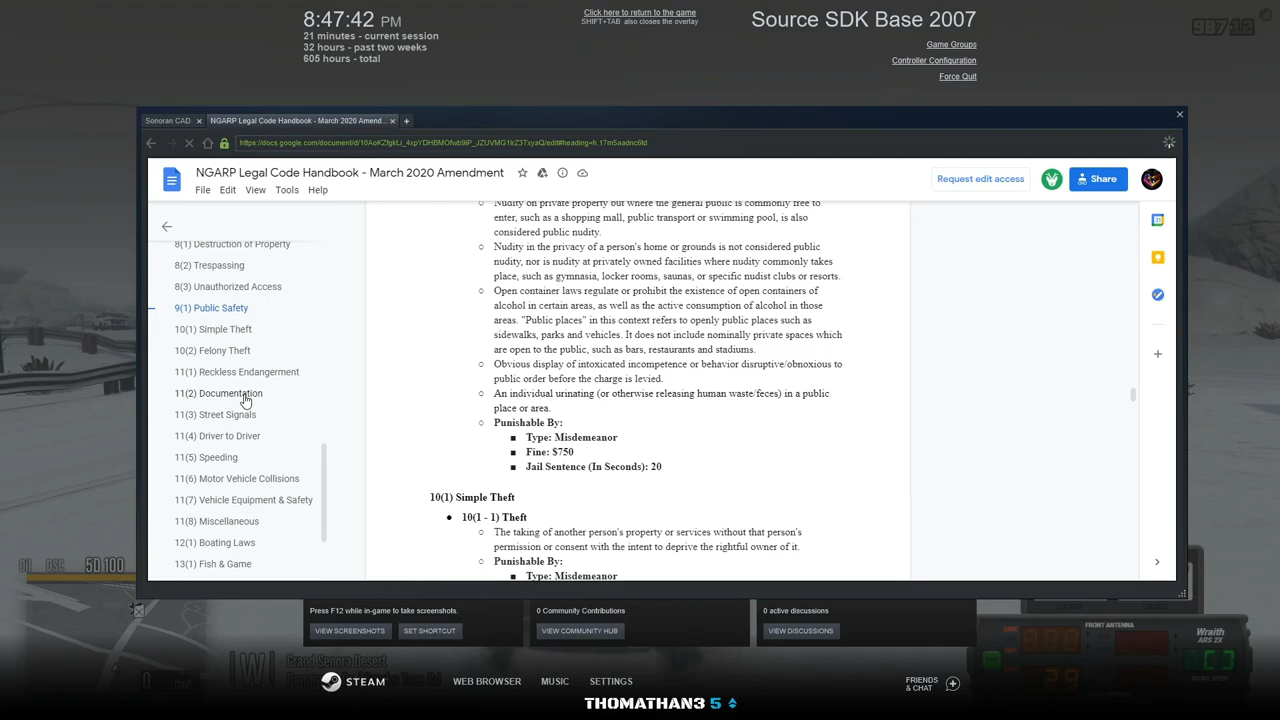 8:47:42 PM
21 minutes - current session
32 hours - past two weeks
605 hours - total
Click here to return to the game
SHIFT+TAB also closes the overlay
Source SDK Base 2007
Game Groups
Controller Configuration
Force Quit
98712
Sonoran CAD
NGARP Legal Code Handbook - March 2020 Amend...
NGARP Legal Code Handbook - March 2020 Amendment
File Edit View Tools Help
Request edit access
Share
8(1) Destruction of Property
8(2) Trespassing
8(3) Unauthorized Access
9(1) Public Safety
10(1) Simple Theft
10(2) Felony Theft
11(1) Reckless Endangerment
11(2) Documentation
11(3) Street Signals
11(4) Driver to Driver
11(5) Speeding
11(6) Motor Vehicle Collisions
11(7) Vehicle Equipment & Safety
11(8) Miscellaneous
12(1) Boating Laws
13(1) Fish & Game
Nudity on private property but where the general public is commonly free to
enter, such as a shopping mall, public transport or swimming pool, is also
considered public nudity.
Nudity in the privacy of a person's home or grounds is not considered public
nudity, nor is nudity at privately owned facilities where nudity commonly takes
place, such as gymnasia, locker rooms, saunas, or specific nudist clubs or resorts.
Open container laws regulate or prohibit the existence of open containers of
alcohol in certain areas, as well as the active consumption of alcohol in those
areas. "Public places" in this context refers to openly public places such as
sidewalks, parks and vehicles. It does not include nominally private spaces which
are open to the public, such as bars, restaurants and stadiums.
Obvious display of intoxicated incompetence or behavior disruptive/obnoxious to
public order before the charge is levied.
An individual urinating (or otherwise releasing human waste/feces) in a public
place or area.
Punishable By:
Type: Misdemeanor
Fine: $750
Jail Sentence (In Seconds): 20
10(1) Simple Theft
10(1 - 1) Theft
The taking of another person's property or services without that person's
permission or consent with the intent to deprive the rightful owner of it.
Punishable By:
Type: Misdemeanor
Press F12 while in-game to take screenshots.
VIEW SCREENSHOTS
SET SHORTCUT
0 Community Contributions
VIEW COMMUNITY HUB
0 active discussions
VIEW DISCUSSIONS
FRONT ANTENNA
Wraith
ARS 2X
Grand Senora Desert
|W|
0 mph
STEAM
WEB BROWSER
MUSIC
SETTINGS
FRIENDS
& CHAT
THOMATHAN3 5